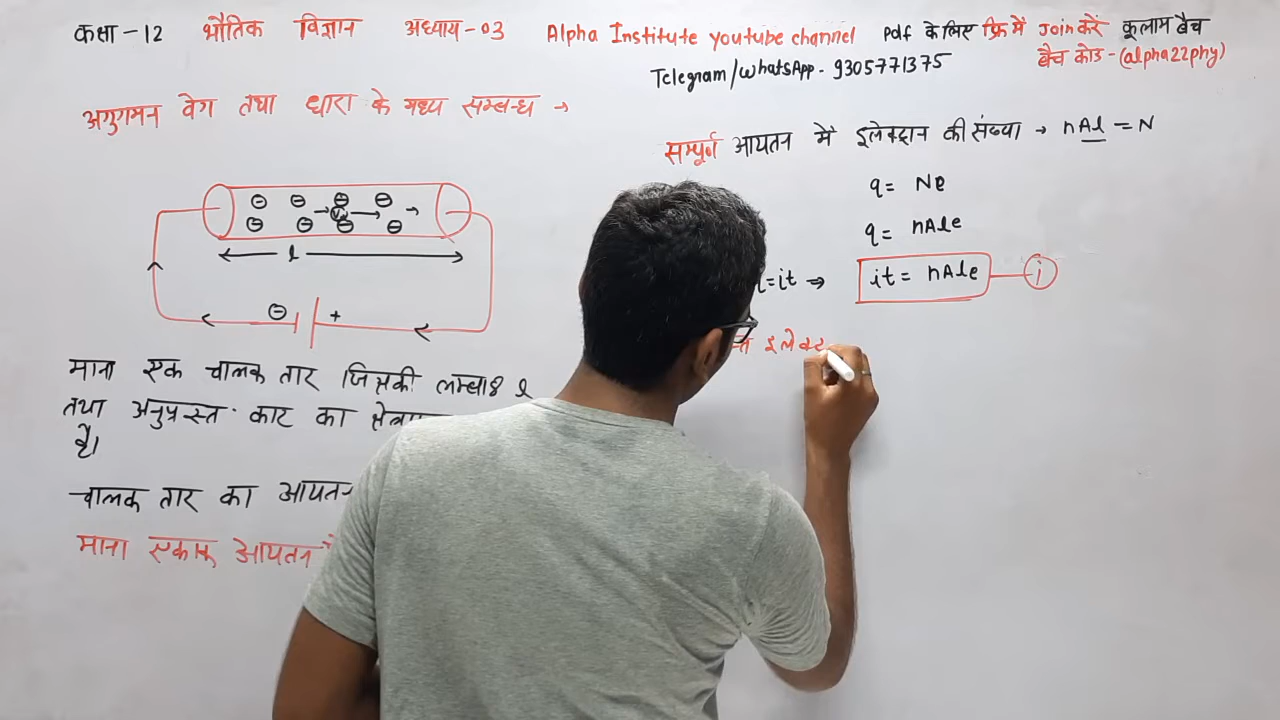 कक्षा - 12 भौतिक विज्ञान अध्याय - 03 Alpha Institute youtube channel Pdf के लिए फ्रि में Join करें कूलाम बैच
Telegram/WhatsApp - 9305771375 बैच कोड - (alpha22phy)
अनुगमन वेग तथा धारा के मध्य सम्बन्ध →
l
⊖ +
माना एक चालक तार जिसकी लम्बाई l
तथा अनुप्रस्त काट का
है।
चालक तार का आयतन
माना एकांक आयतन
सम्पूर्ण आयतन में इलेक्ट्रान की संख्या → nAl = N
q = Ne
q = nAle
=it ⇒ it = nAle i